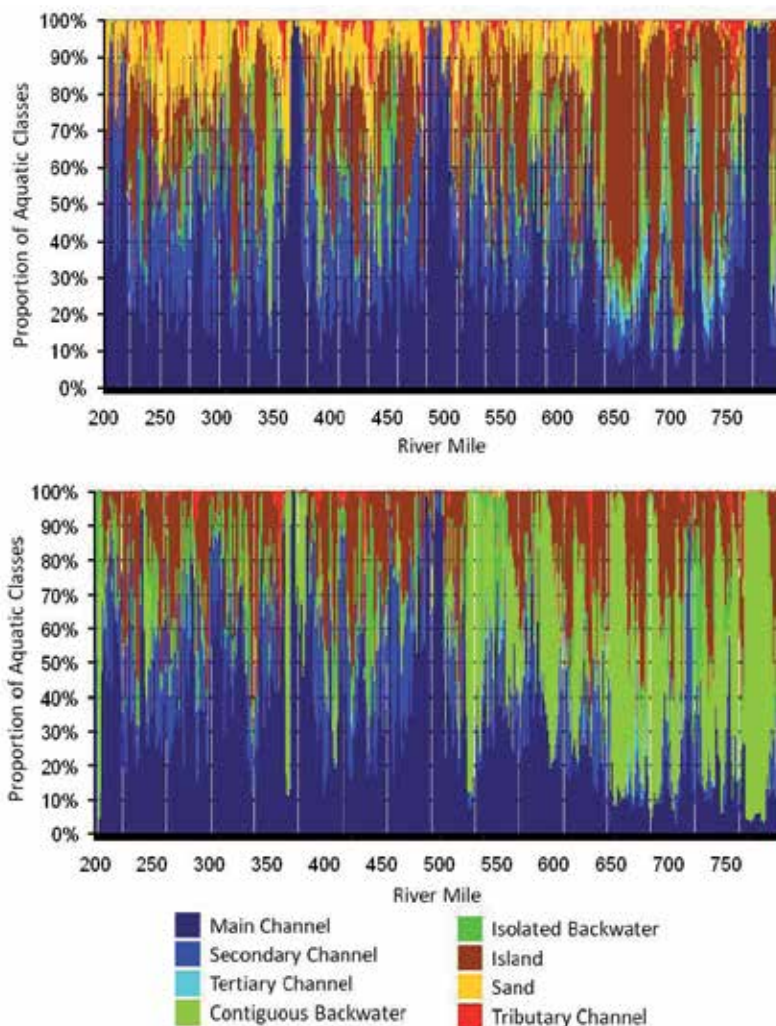 100%
90%
80%
70%
60%
50%
40%
30%
20%
10%
0%
Proportion of Aquatic Classes
200 250 300 350 400 450 500 550 600 650 700 750
River Mile
100%
90%
80%
70%
60%
50%
40%
30%
20%
10%
0%
Proportion of Aquatic Classes
200 250 300 350 400 450 500 550 600 650 700 750
River Mile
Main Channel
Secondary Channel
Tertiary Channel
Contiguous Backwater
Isolated Backwater
Island
Sand
Tributary Channel